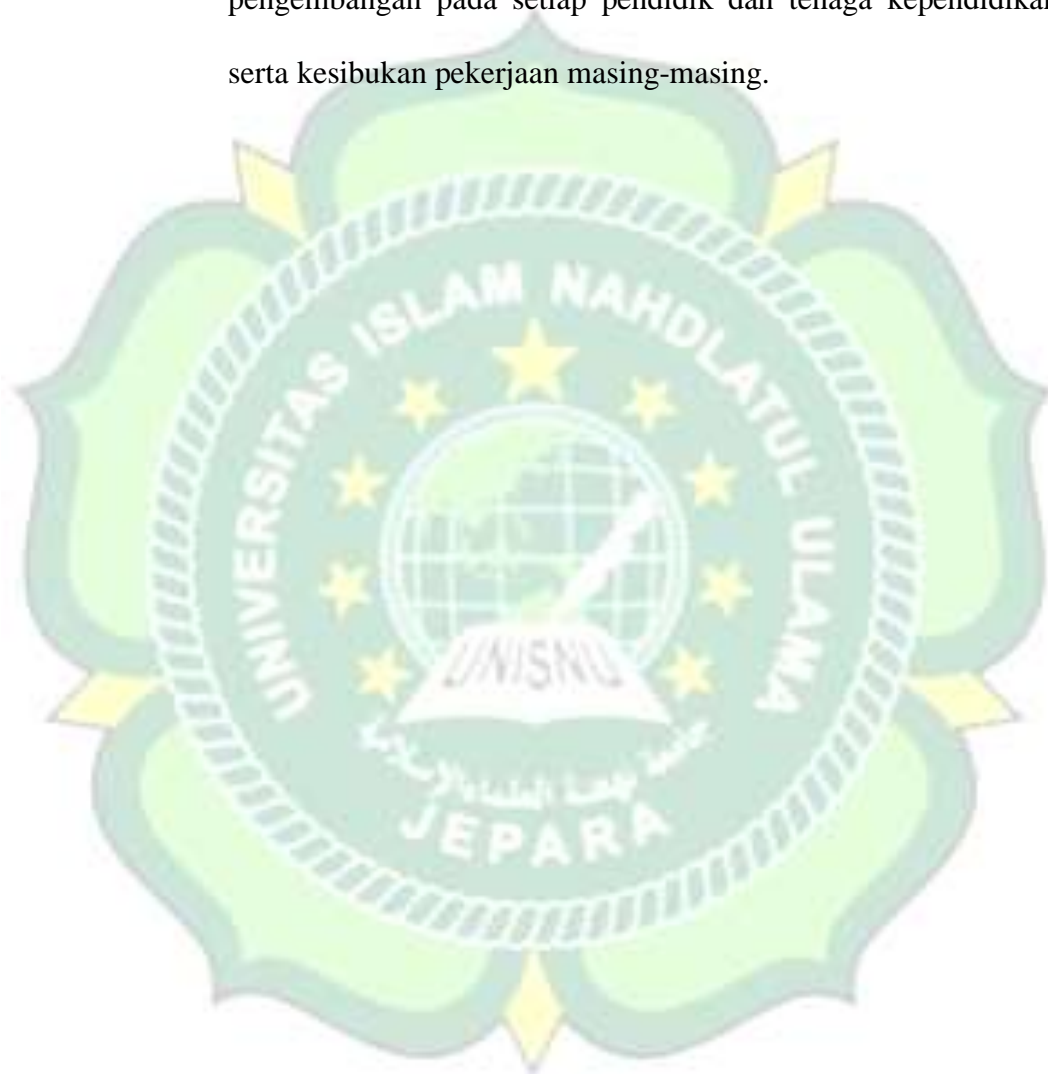 pengembangan pada setiap pendidik dan tenaga kependidikan
serta kesibukan pekerjaan masing-masing.
UNIVERSITAS ISLAM NAHDLATUL ULAMA
UNISNU
JEPARA